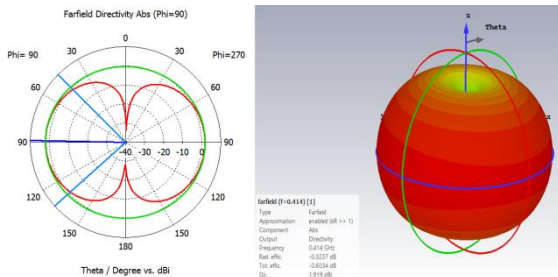 Farfield Directivity Abs (Phi=90)
Phi= 90
0
Phi=270
30
30
60
60
90
-40
-30
-20
-10
0
90
120
120
150
150
180
Theta / Degree vs. dBi
z
Theta
x
farfield (f=0.414) [1]
Type Farfield
Approximation enabled (kR >> 1)
Component Abs
Output Directivity
Frequency 0.414 GHz
Rad. effic. -0.3237 dB
Tot. effic. -0.6034 dB
Dir. 1.919 dBi